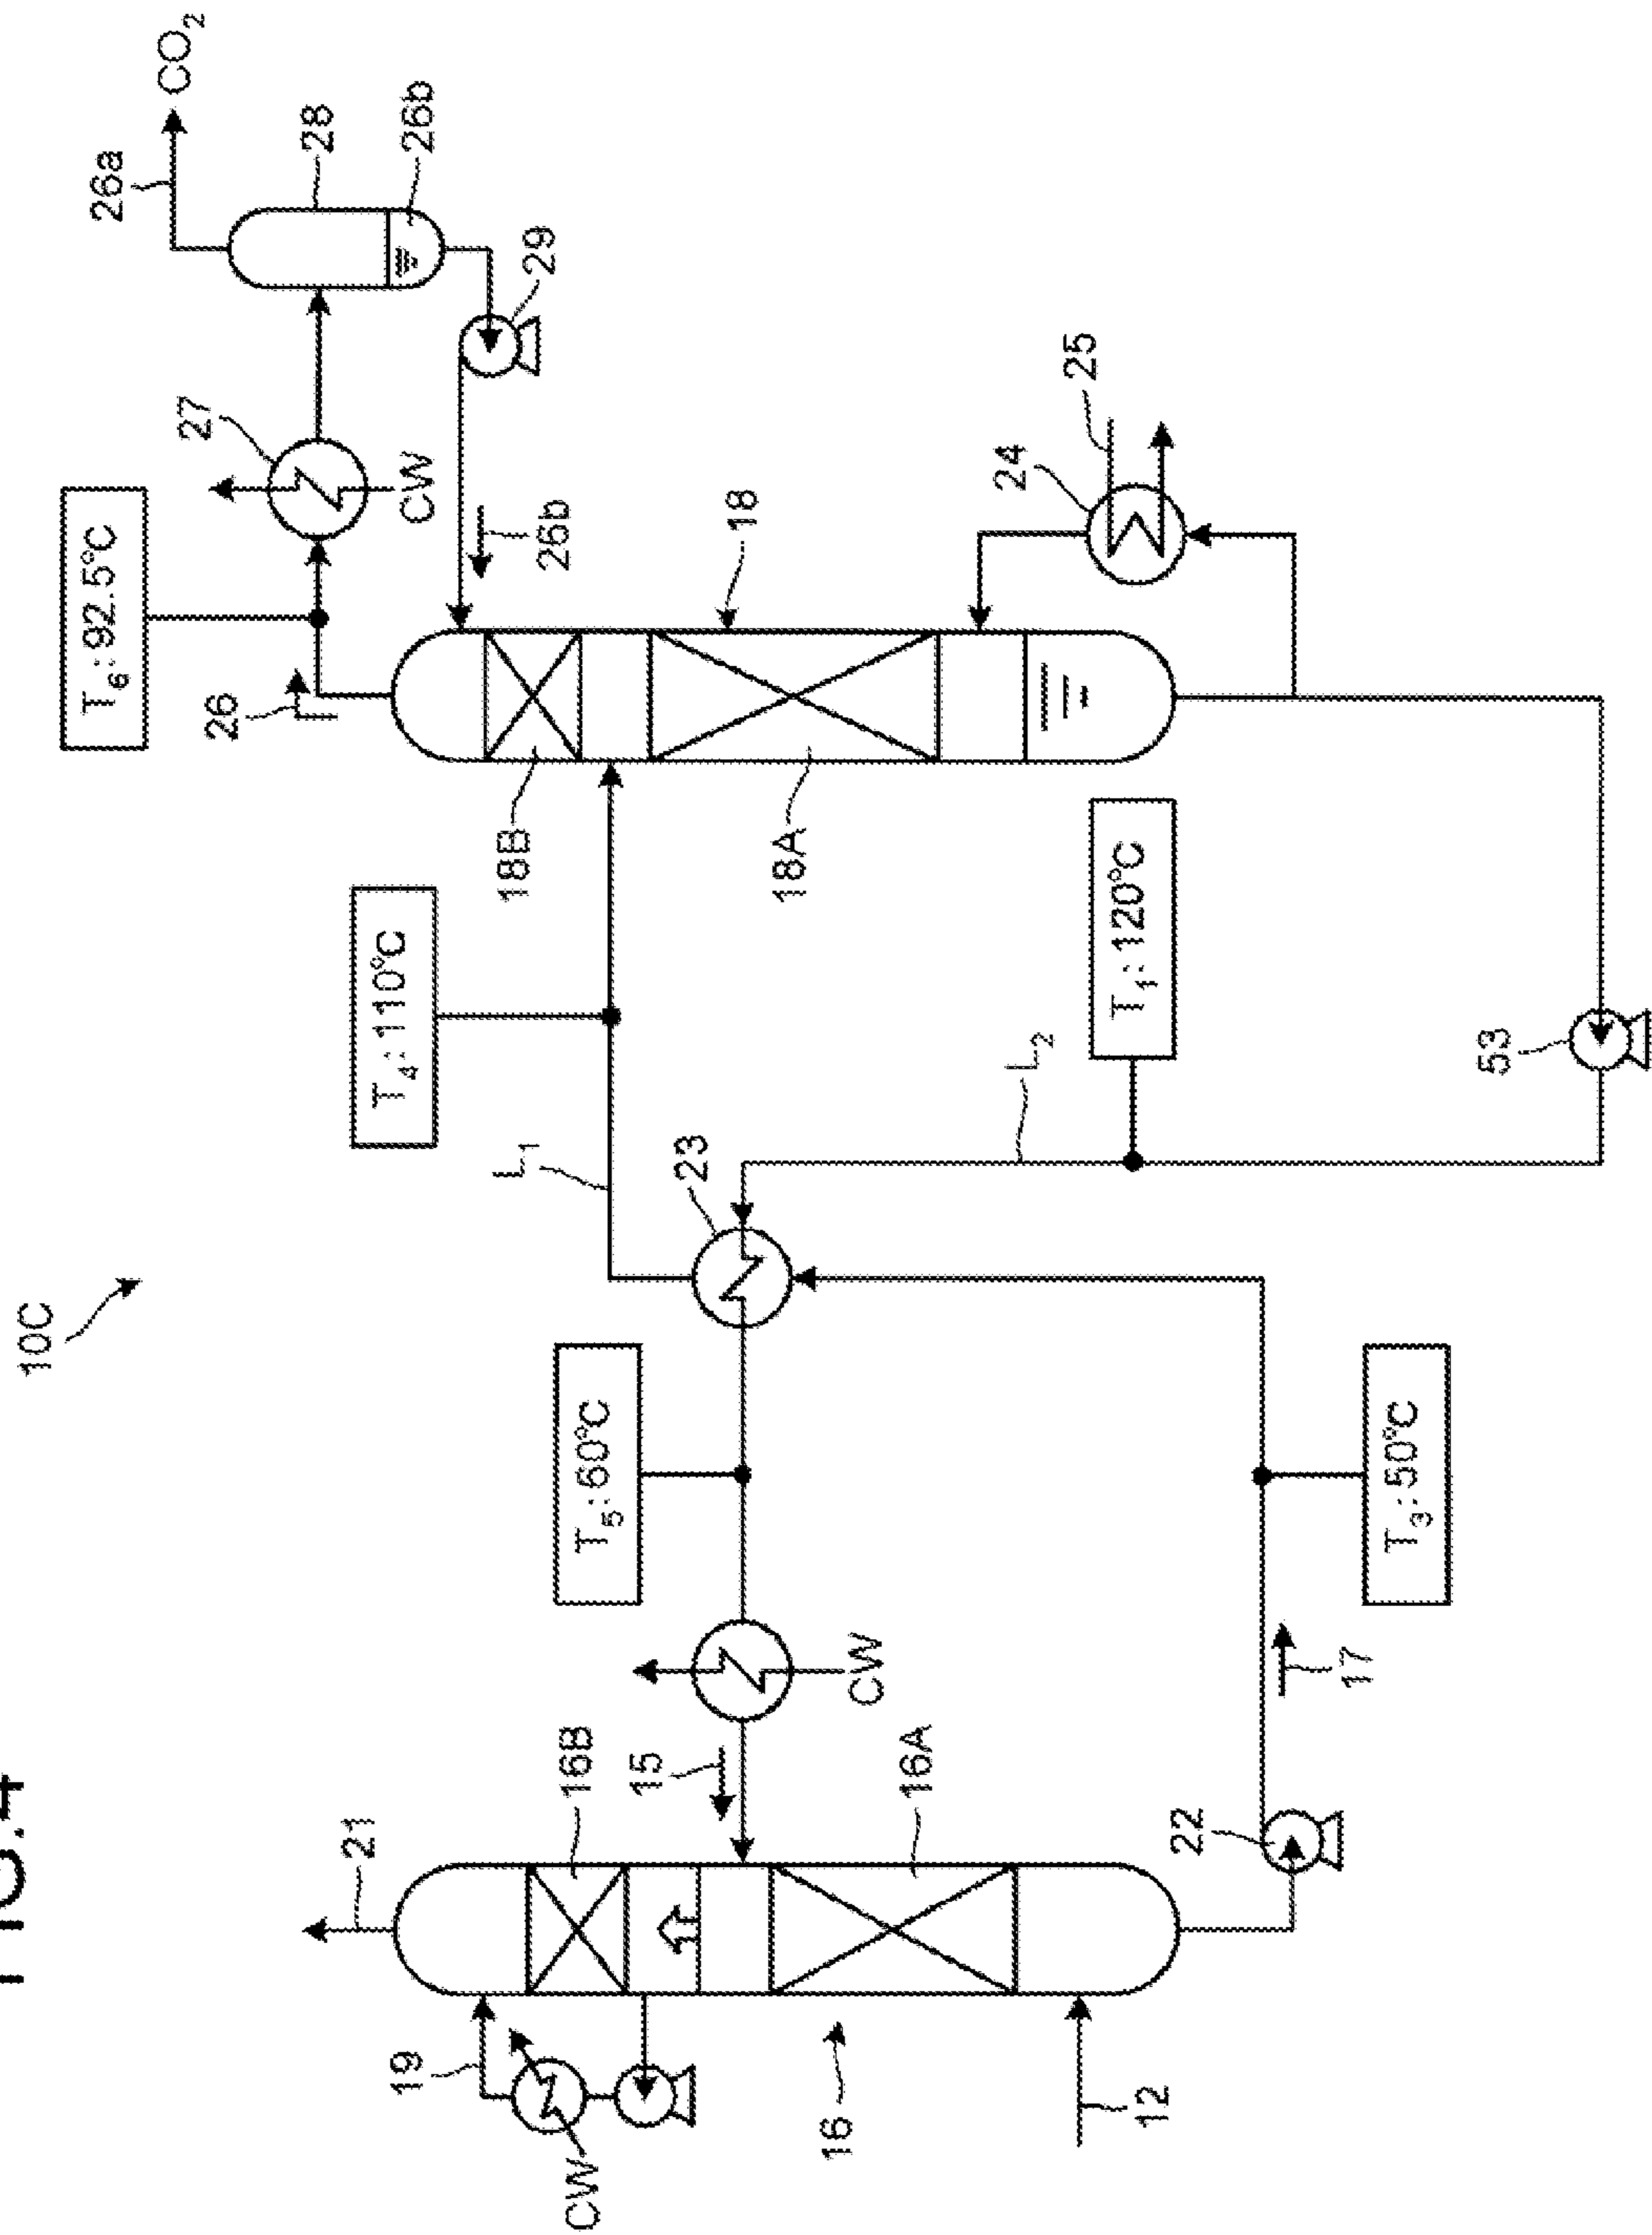 FIG.4
10C
T6:92.5°C
26
27
CW
26a
CO2
28
26b
29
26b
18
18B
18A
24
25
T4:110°C
L1
23
L2
T1:120°C
53
T5:60°C
T3:50°C
CW
15
17
21
16B
16A
22
19
CW
16
12